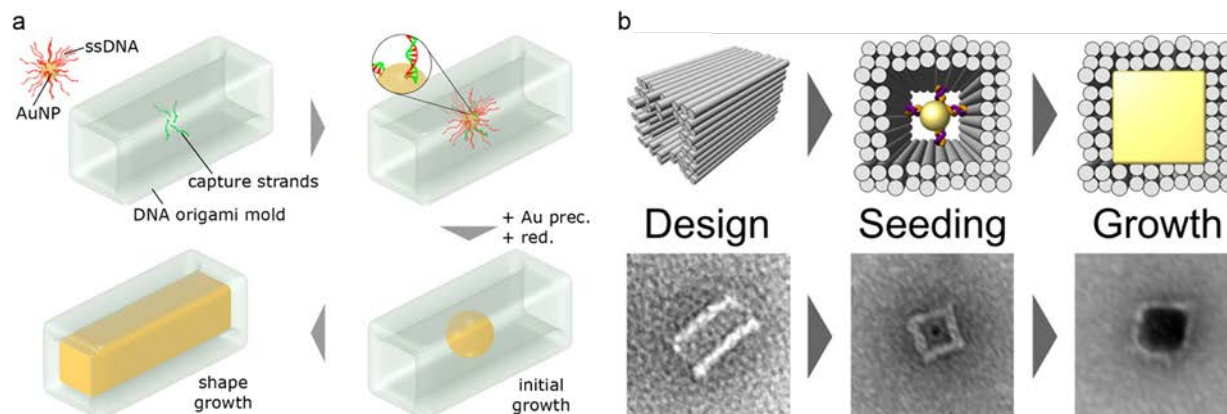 a
ssDNA
AuNP
capture strands
DNA origami mold
+ Au prec.
+ red.
shape
growth
initial
growth
b
Design
Seeding
Growth